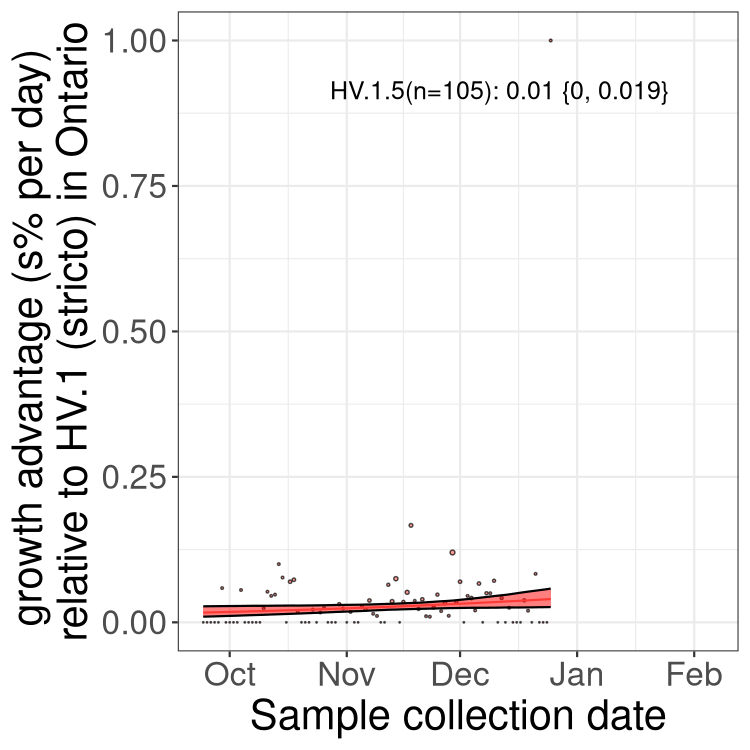 growth advantage (s% per day)
relative to HV.1 (stricto) in Ontario
1.00
0.75
0.50
0.25
0.00
HV.1.5(n=105): 0.01 {0, 0.019}
Oct Nov Dec Jan Feb
Sample collection date